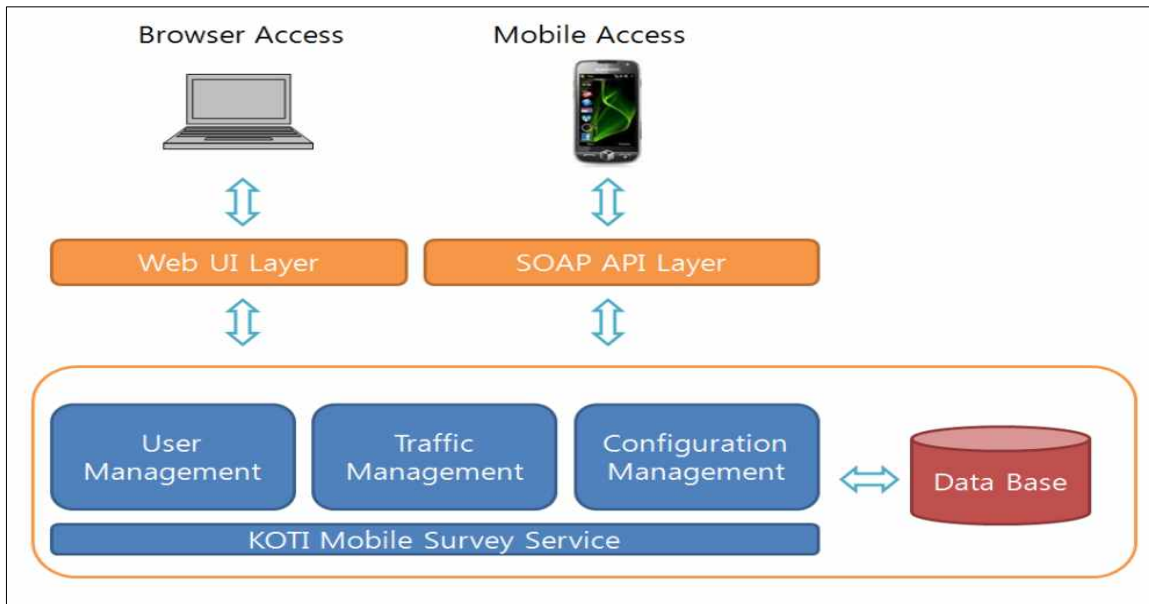 Browser Access
Mobile Access
Web UI Layer
SOAP API Layer
User
Management
Traffic
Management
Configuration
Management
Data Base
KOTI Mobile Survey Service